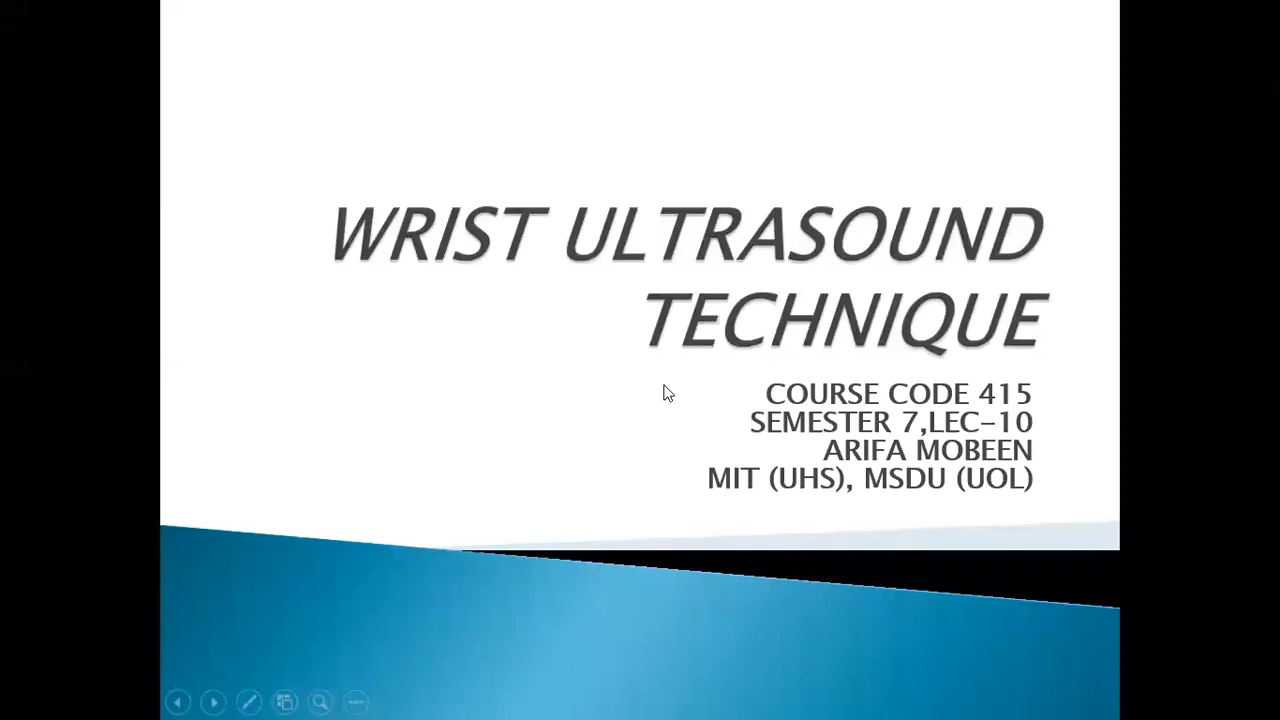 WRIST ULTRASOUND
TECHNIQUE
COURSE CODE 415
SEMESTER 7,LEC-10
ARIFA MOBEEN
MIT (UHS), MSDU (UOL)